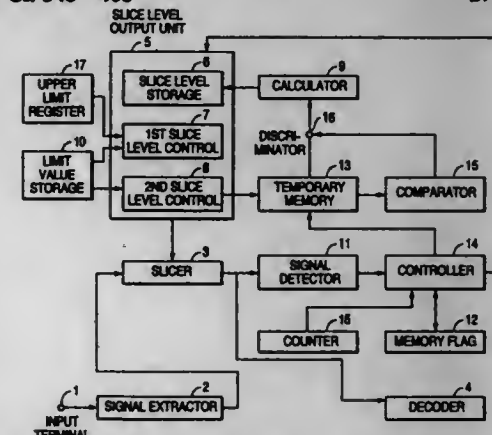 SLICE LEVEL
OUTPUT UNIT
5
17
UPPER
LIMIT
REGISTER
6
SLICE LEVEL
STORAGE
9
CALCULATOR
7
1ST SLICE
LEVEL CONTROL
10
LIMIT
VALUE
STORAGE
8
2ND SLICE
LEVEL CONTROL
DISCRI-
MINATOR
16
13
TEMPORARY
MEMORY
15
COMPARATOR
3
SLICER
11
SIGNAL
DETECTOR
14
CONTROLLER
COUNTER
12
MEMORY FLAG
1
INPUT
TERMINAL
2
SIGNAL EXTRACTOR
4
DECODER